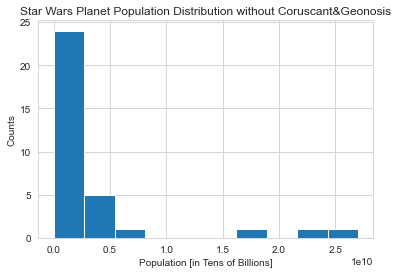 Star Wars Planet Population Distribution without Coruscant&Geonosis
25
20
15
10
5
0
Counts
0.0 0.5 1.0 1.5 2.0 2.5
1e10
Population [in Tens of Billions]